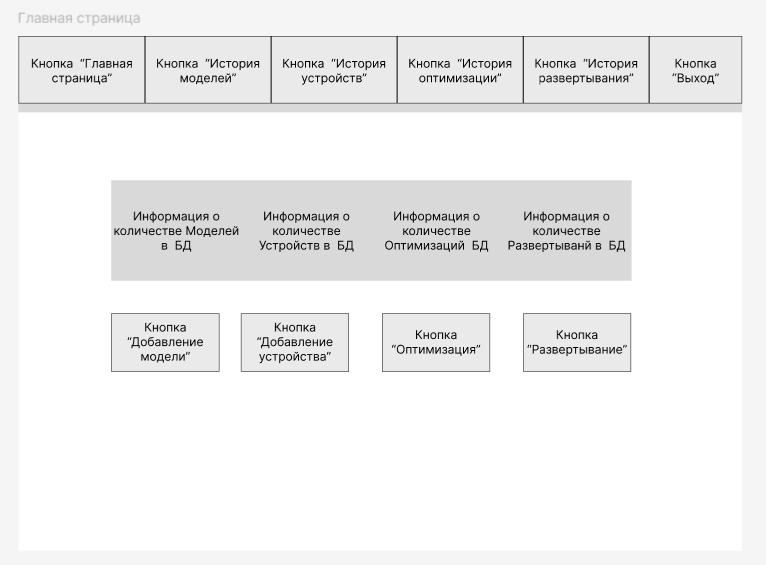 Главная страница
Кнопка “Главная
страница”
Кнопка “История
моделей”
Кнопка “История
устройств”
Кнопка “История
оптимизации”
Кнопка “История
развертывания”
Кнопка
“Выход”
Информация о
количестве Моделей
в БД
Информация о
количестве
Устройств в БД
Информация о
количестве
Оптимизаций БД
Информация о
количестве
Развертыванй в БД
Кнопка
“Добавление
модели”
Кнопка
“Добавление
устройства”
Кнопка
“Оптимизация”
Кнопка
“Развертывание”